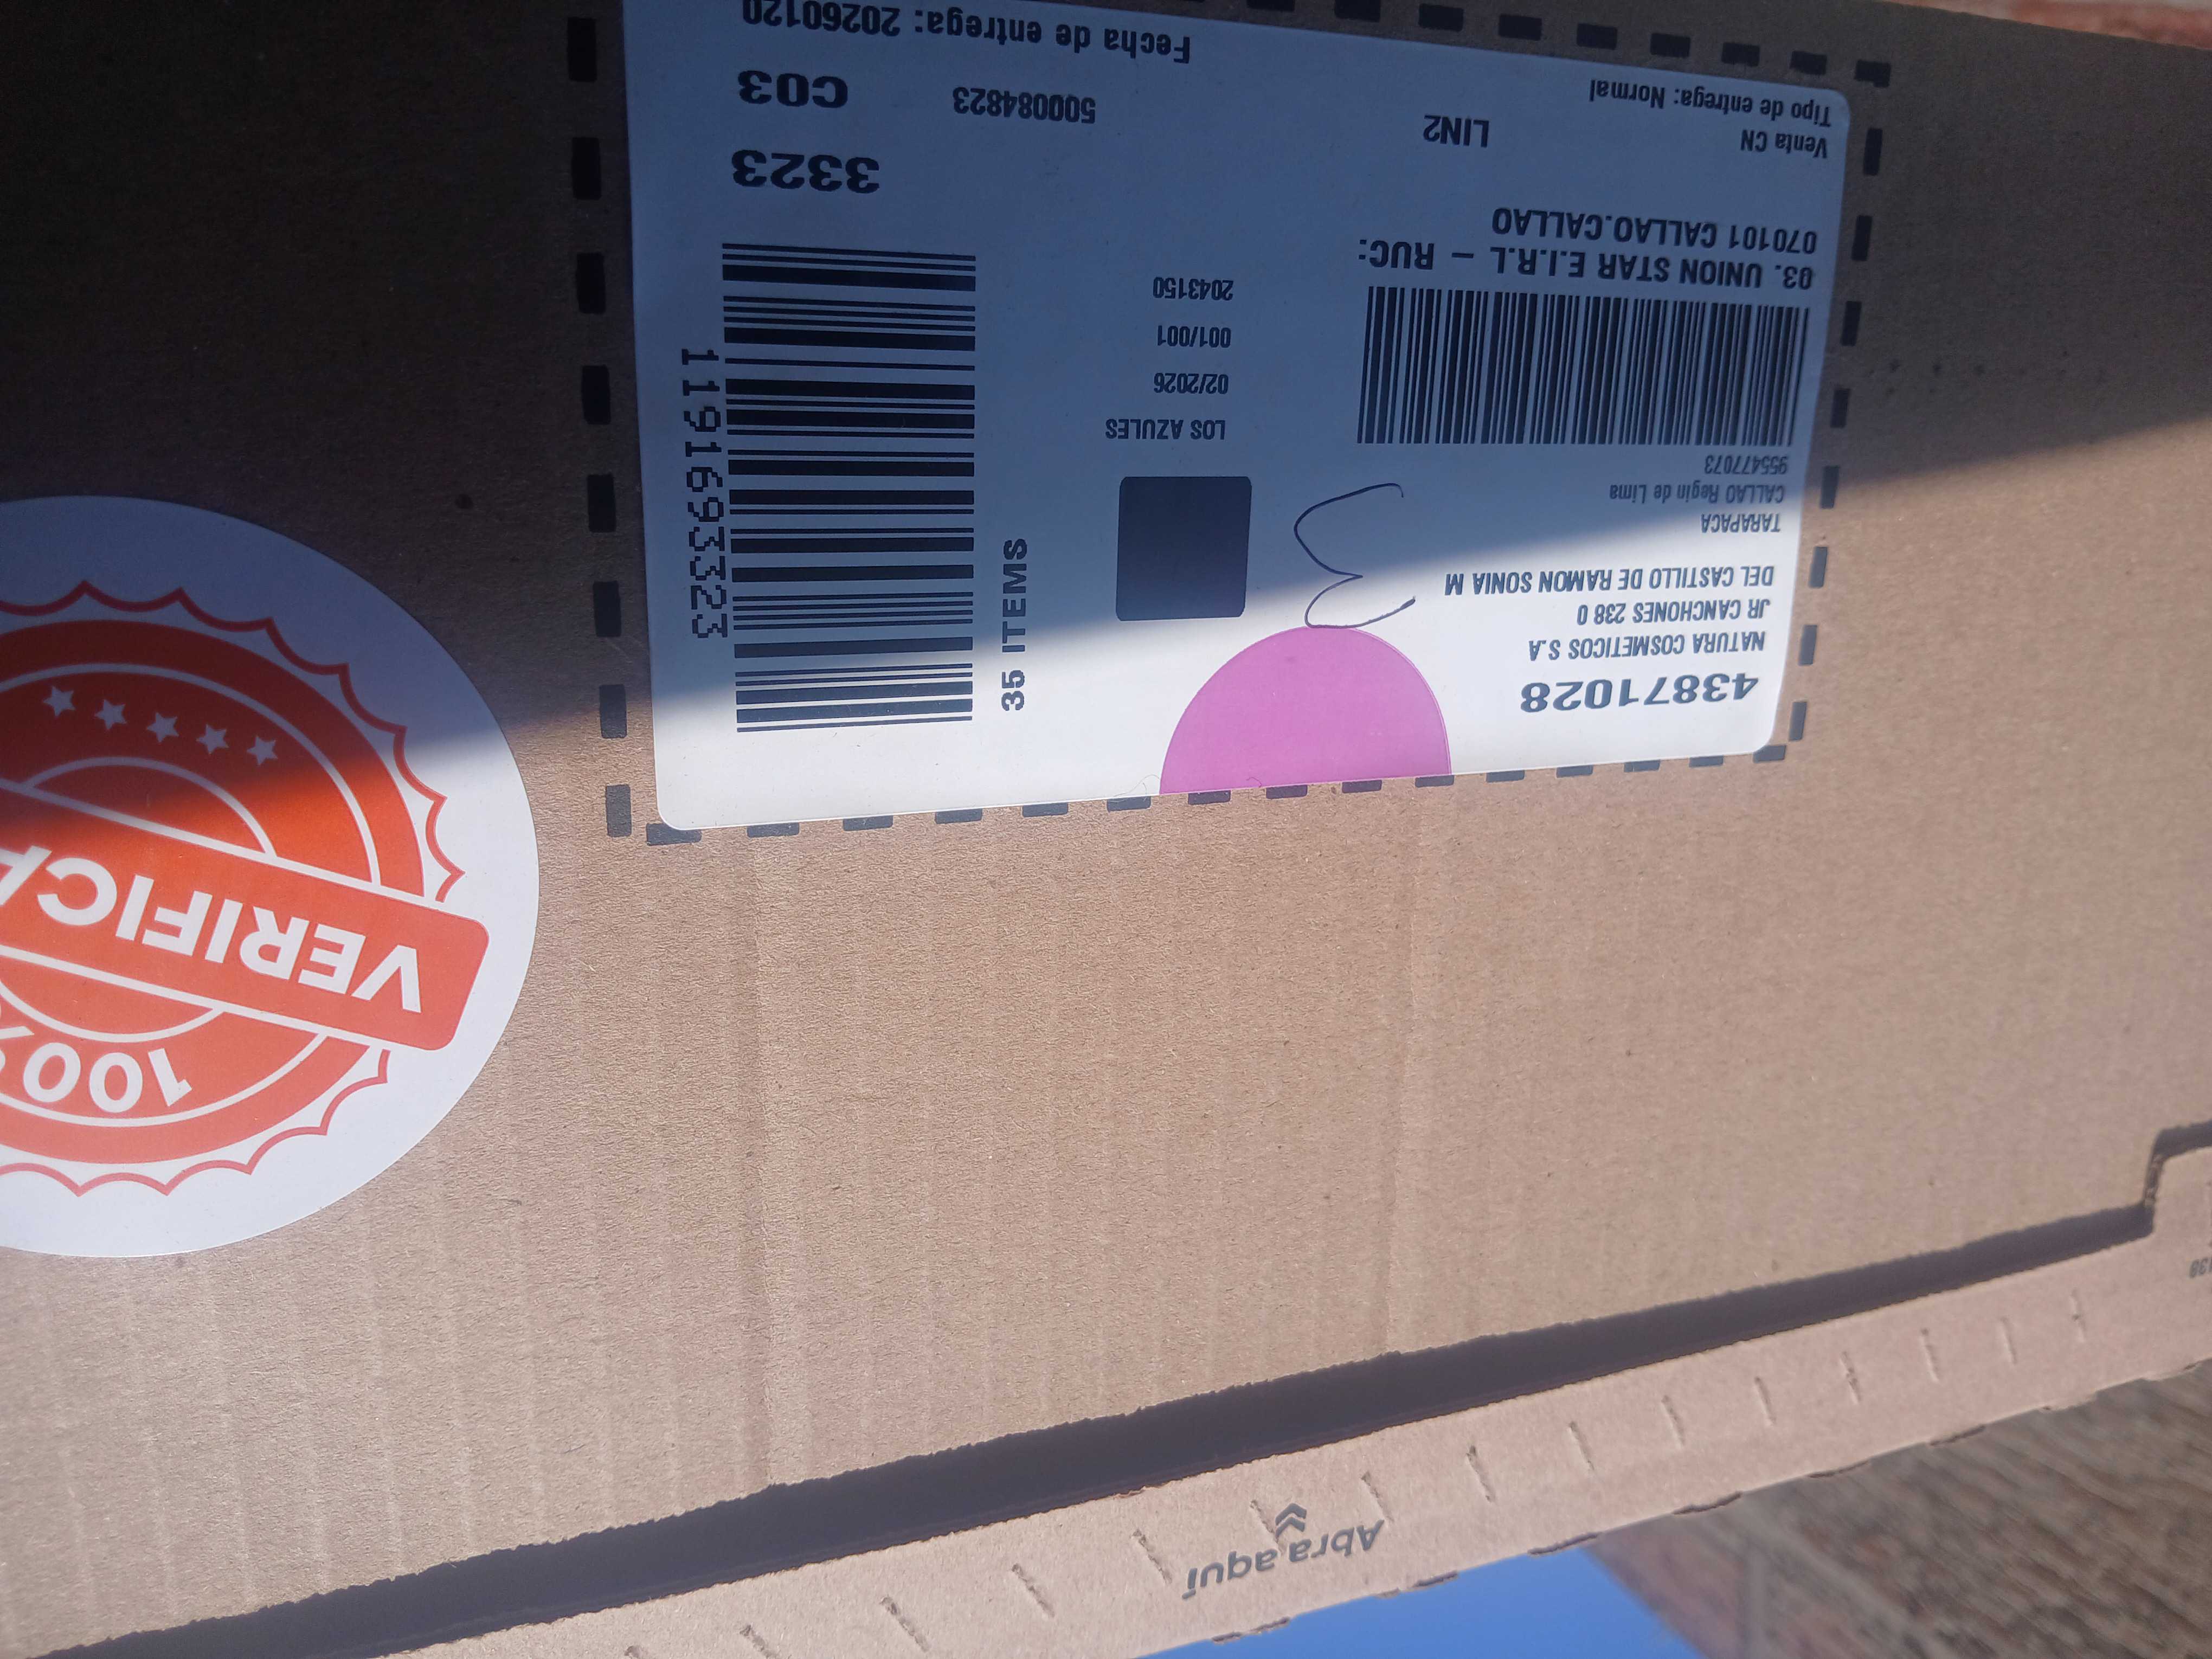 43871028
NATURA COSMETICOS S.A
JR CANCHONES 238 0
DEL CASTILLO DE RAMON SONIA M
TARAPACA
CALLAO Regin de Lima
955477073
03. UNION STAR E.I.R.L – RUC:
070101 CALLAO.CALLAO
Venta CN
Tipo de entrega: Normal
LIN2
LOS AZULES
02/2026
001/001
2043150
35 ITEMS
1191693323
3323
500084823
C03
Fecha de entrega: 20260120
100%
Abra aquí